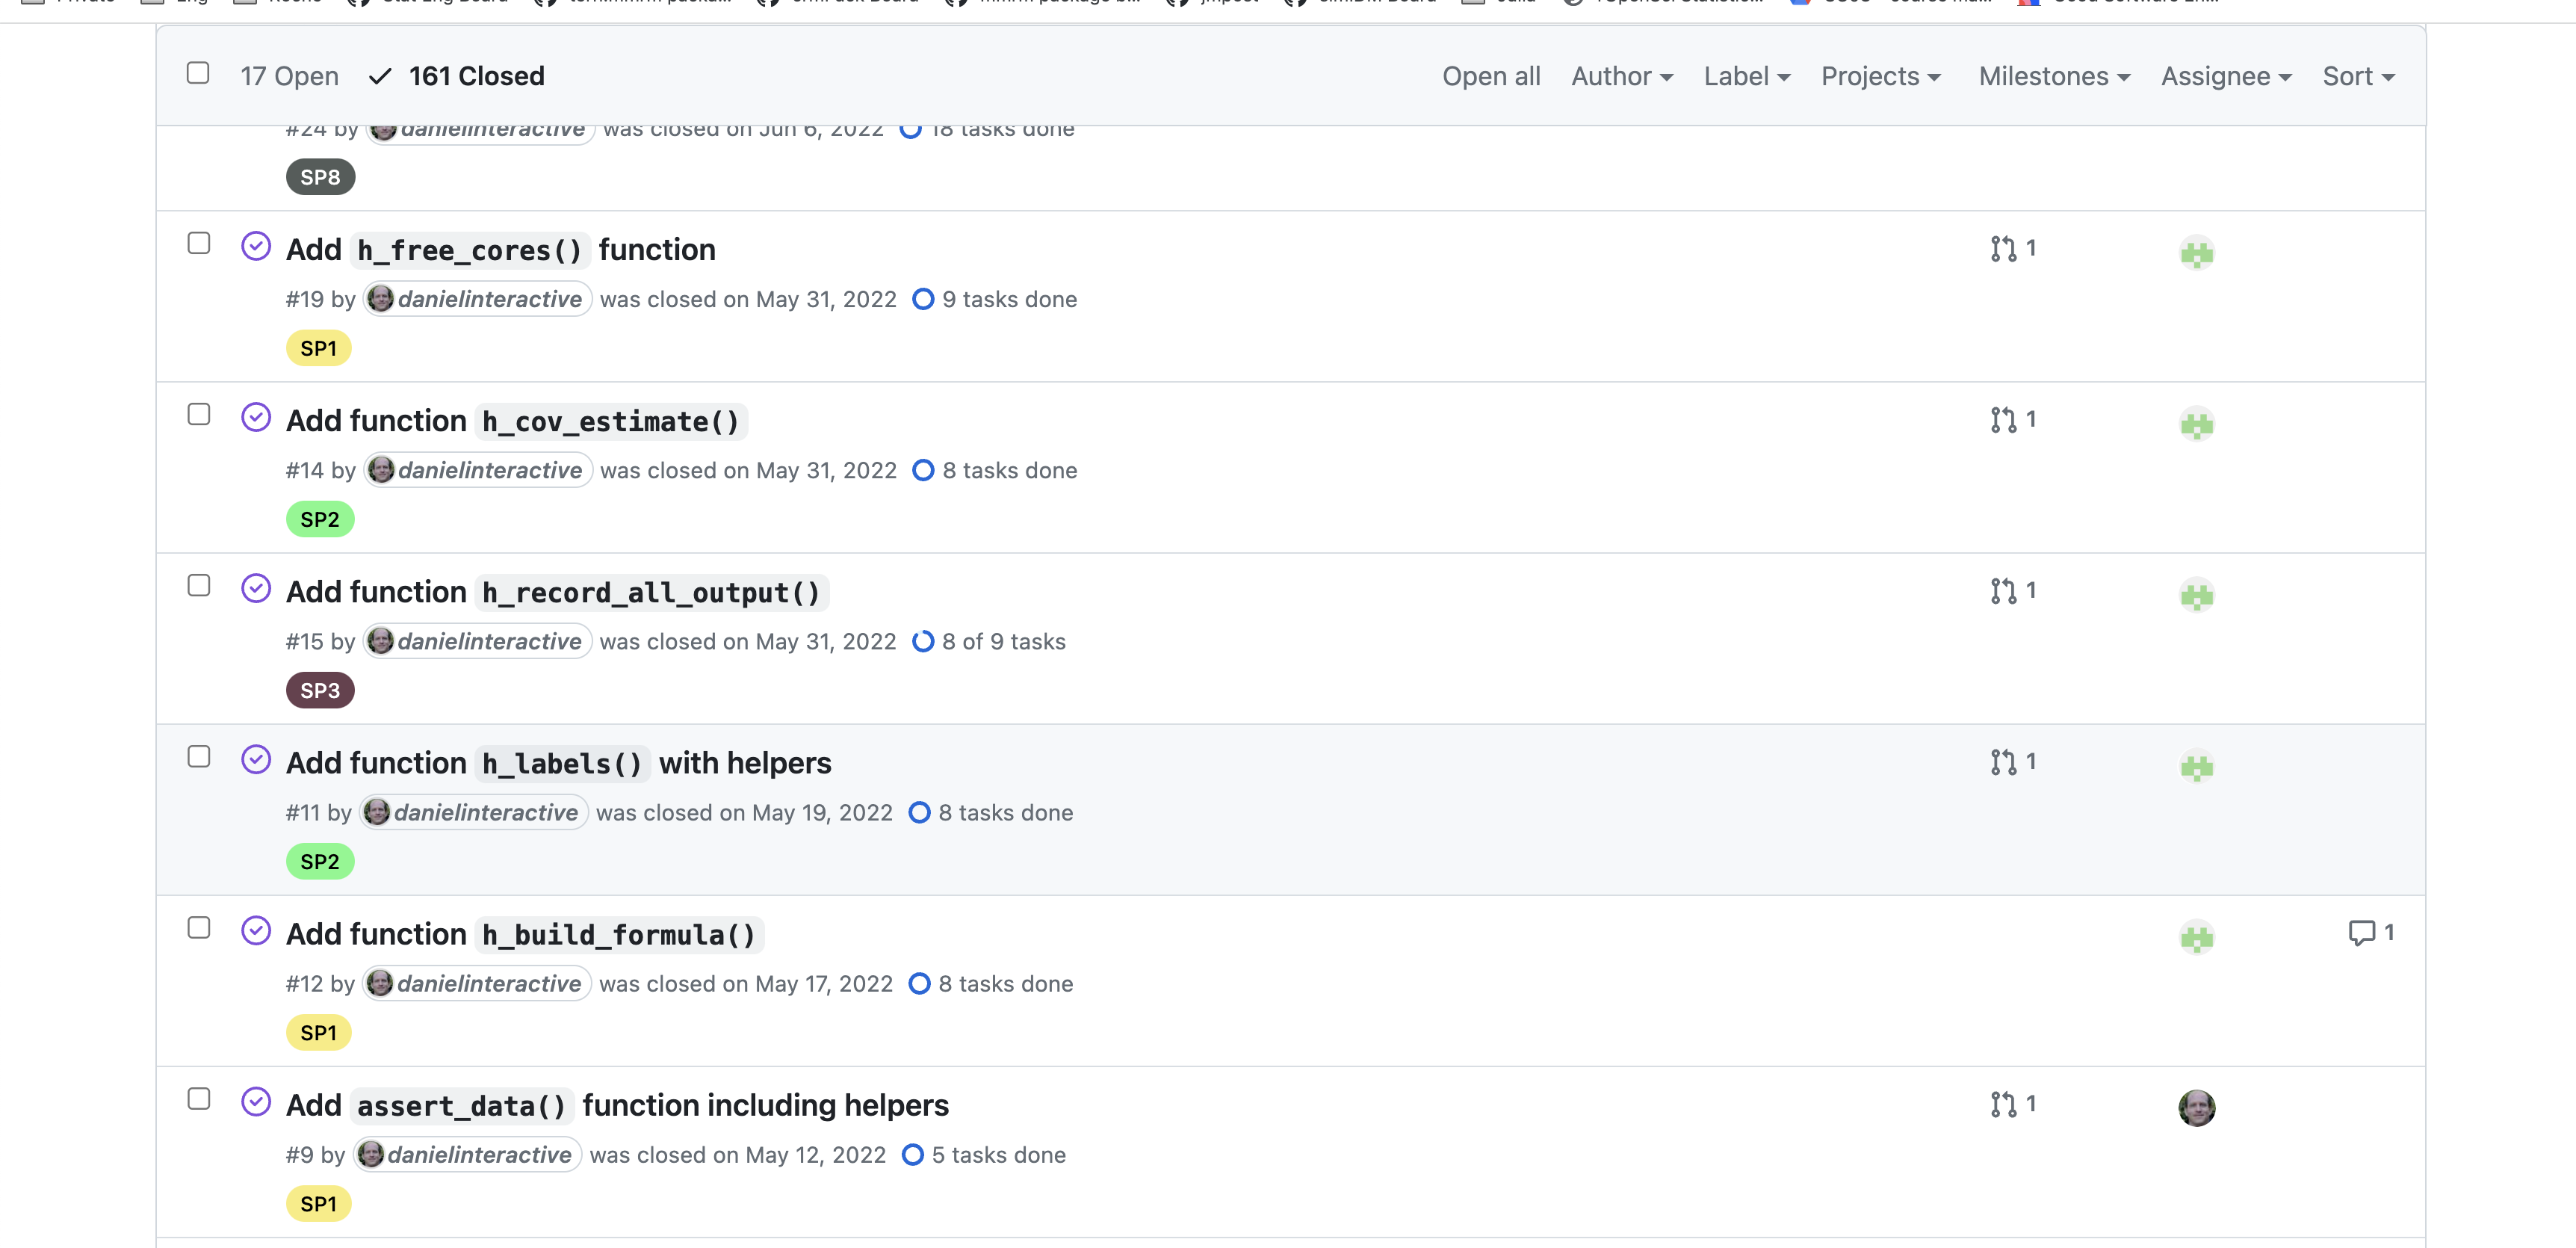 17 Open 161 Closed Open all Author Label Projects Milestones Assignee Sort
#24 by danielinteractive was closed on Jun 6, 2022 18 tasks done
SP8
Add h_free_cores() function 1
#19 by danielinteractive was closed on May 31, 2022 9 tasks done
SP1
Add function h_cov_estimate() 1
#14 by danielinteractive was closed on May 31, 2022 8 tasks done
SP2
Add function h_record_all_output() 1
#15 by danielinteractive was closed on May 31, 2022 8 of 9 tasks
SP3
Add function h_labels() with helpers 1
#11 by danielinteractive was closed on May 19, 2022 8 tasks done
SP2
Add function h_build_formula() 1
#12 by danielinteractive was closed on May 17, 2022 8 tasks done
SP1
Add assert_data() function including helpers 1
#9 by danielinteractive was closed on May 12, 2022 5 tasks done
SP1